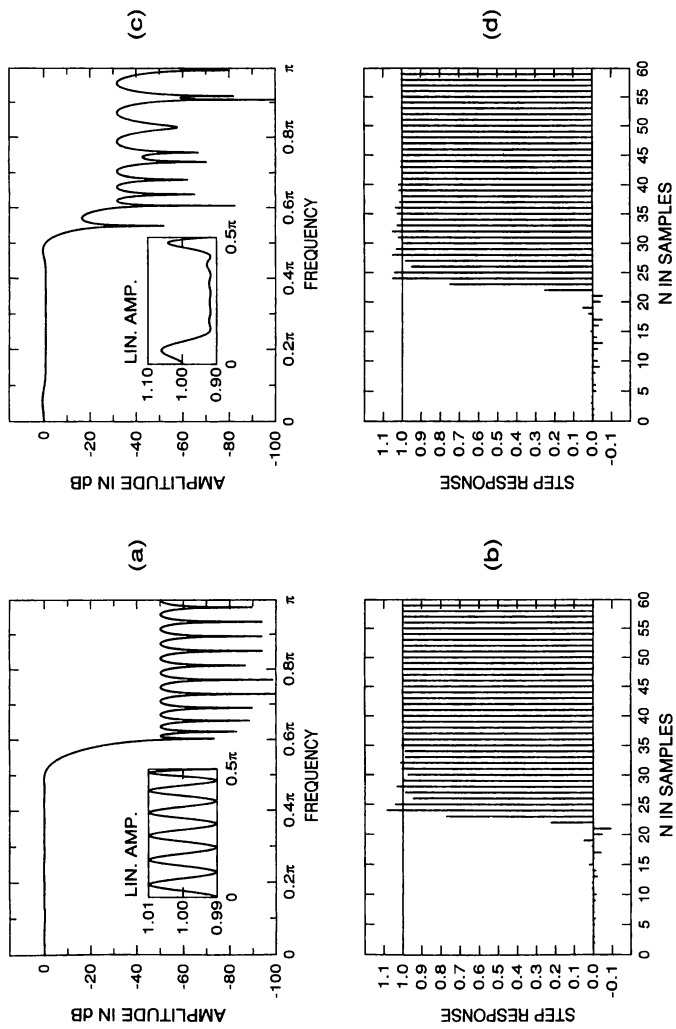 (a)
0
-20
-40
-60
-80
-100
AMPLITUDE IN dB
LIN. AMP.
1.01
1.00
0.99
0
0.5π
0
0.2π
0.4π
0.6π
0.8π
π
FREQUENCY
(b)
1.1
1.0
0.9
0.8
0.7
0.6
0.5
0.4
0.3
0.2
0.1
0.0
-0.1
STEP RESPONSE
0
5
10
15
20
25
30
35
40
45
50
55
60
N IN SAMPLES
(c)
0
-20
-40
-60
-80
-100
AMPLITUDE IN dB
LIN. AMP.
1.10
1.00
0.90
0
0.5π
0
0.2π
0.4π
0.6π
0.8π
π
FREQUENCY
(d)
1.1
1.0
0.9
0.8
0.7
0.6
0.5
0.4
0.3
0.2
0.1
0.0
-0.1
STEP RESPONSE
0
5
10
15
20
25
30
35
40
45
50
55
60
N IN SAMPLES